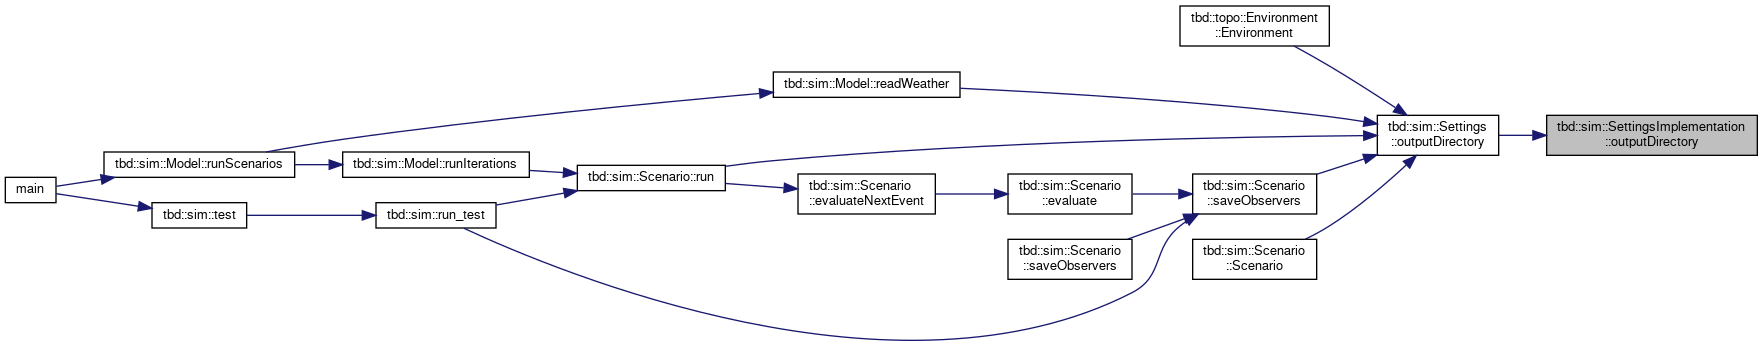 tbd::topo::Environment
::Environment
tbd::sim::Model::readWeather
tbd::sim::Settings
::outputDirectory
tbd::sim::SettingsImplementation
::outputDirectory
tbd::sim::Model::runScenarios
tbd::sim::Model::runIterations
tbd::sim::Scenario::run
main
tbd::sim::Scenario
::evaluateNextEvent
tbd::sim::Scenario
::evaluate
tbd::sim::Scenario
::saveObservers
tbd::sim::test
tbd::sim::run_test
tbd::sim::Scenario
::saveObservers
tbd::sim::Scenario
::Scenario